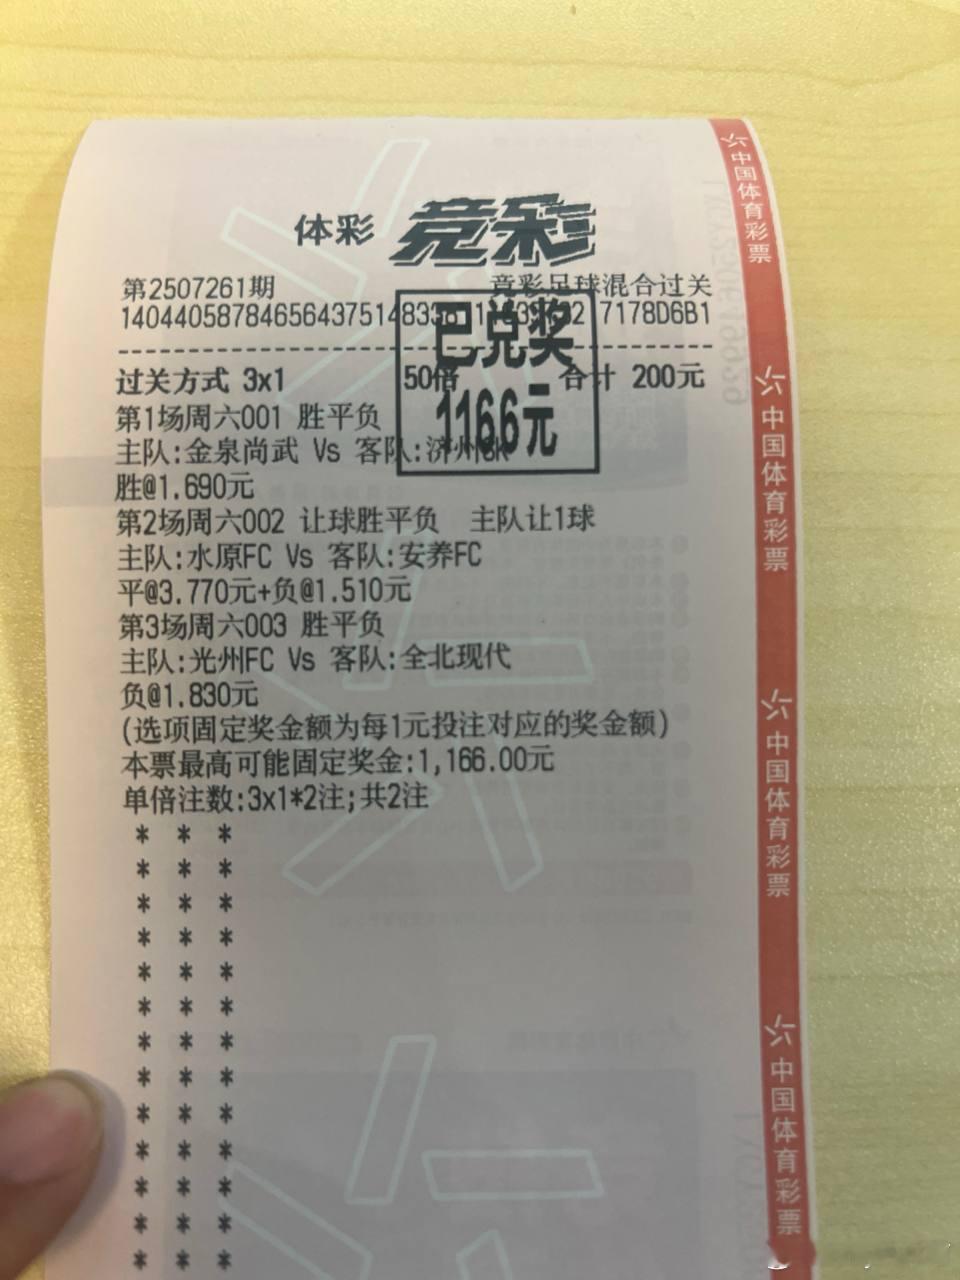 体彩 竞彩
第2507261期 竞彩足球混合过关
过关方式 3x1 50倍 合计 200元
已兑奖
1166元
第1场周六001 胜平负
主队:金泉尚武 Vs 客队:济州SK
胜@1.690元
第2场周六002 让球胜平负 主队让1球
主队:水原FC Vs 客队:安养FC
平@3.770元+负@1.510元
第3场周六003 胜平负
主队:光州FC Vs 客队:全北现代
负@1.830元
(选项固定奖金额为每1元投注对应的奖金额)
本票最高可能固定奖金:1,166.00元
单倍注数:3x1*2注;共2注
* * *
* * *
* * *
* * *
* * *
* * *
* * *
* * *
* * *
* * *
* * *
* * *
* * *
中国体育彩票
中国体育彩票
中国体育彩票
中国体育彩票